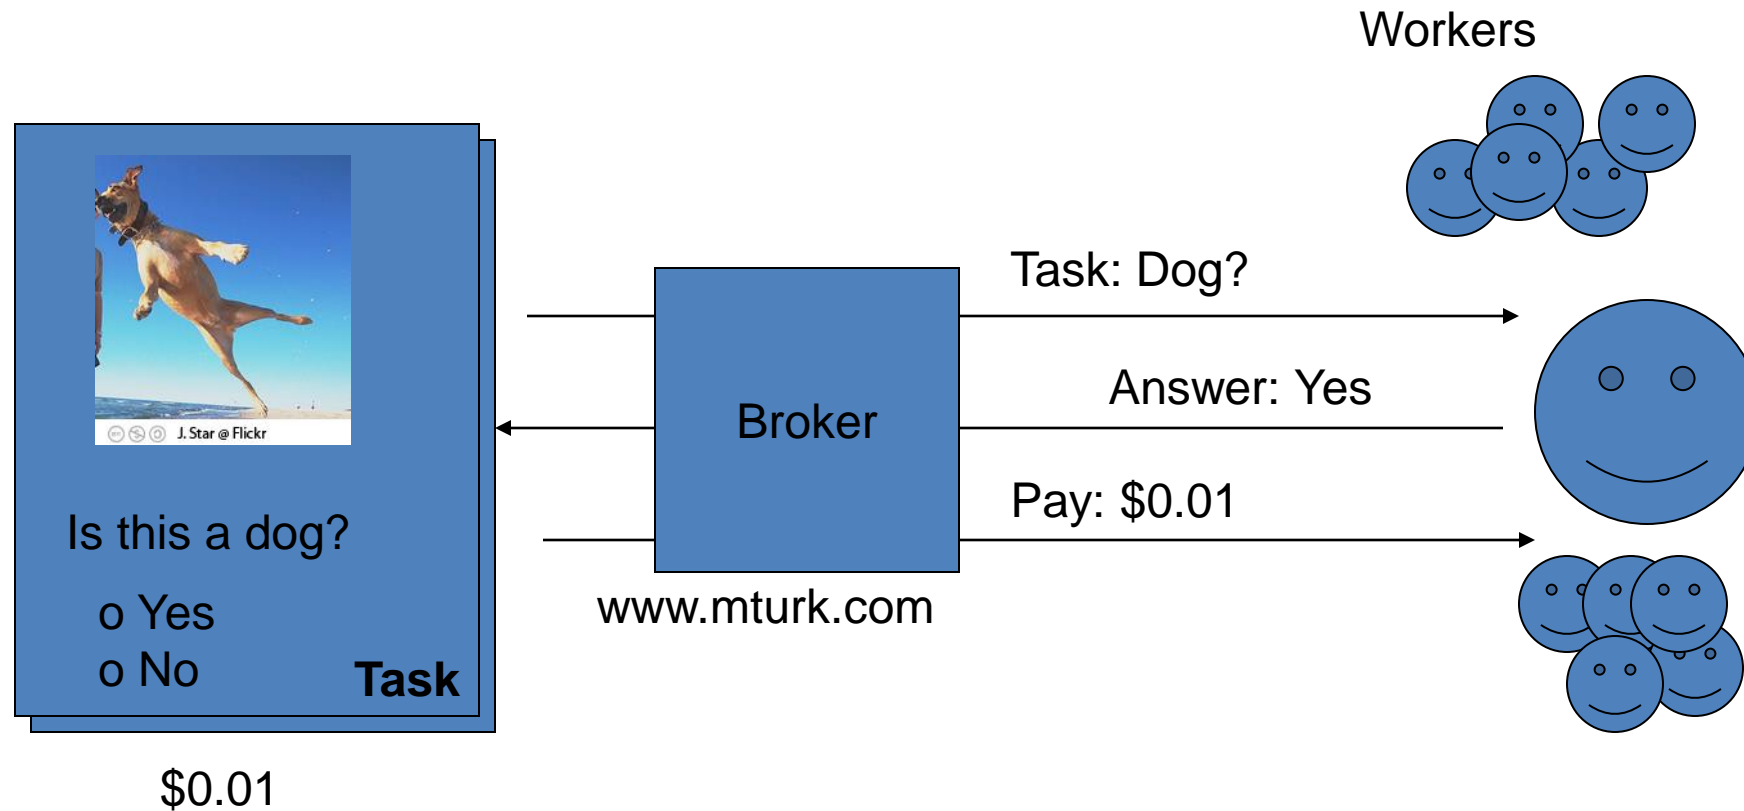 Workers
J. Star @ Flickr
Is this a dog?
o Yes
o No
Task
$0.01
Broker
www.mturk.com
Task: Dog?
Answer: Yes
Pay: $0.01